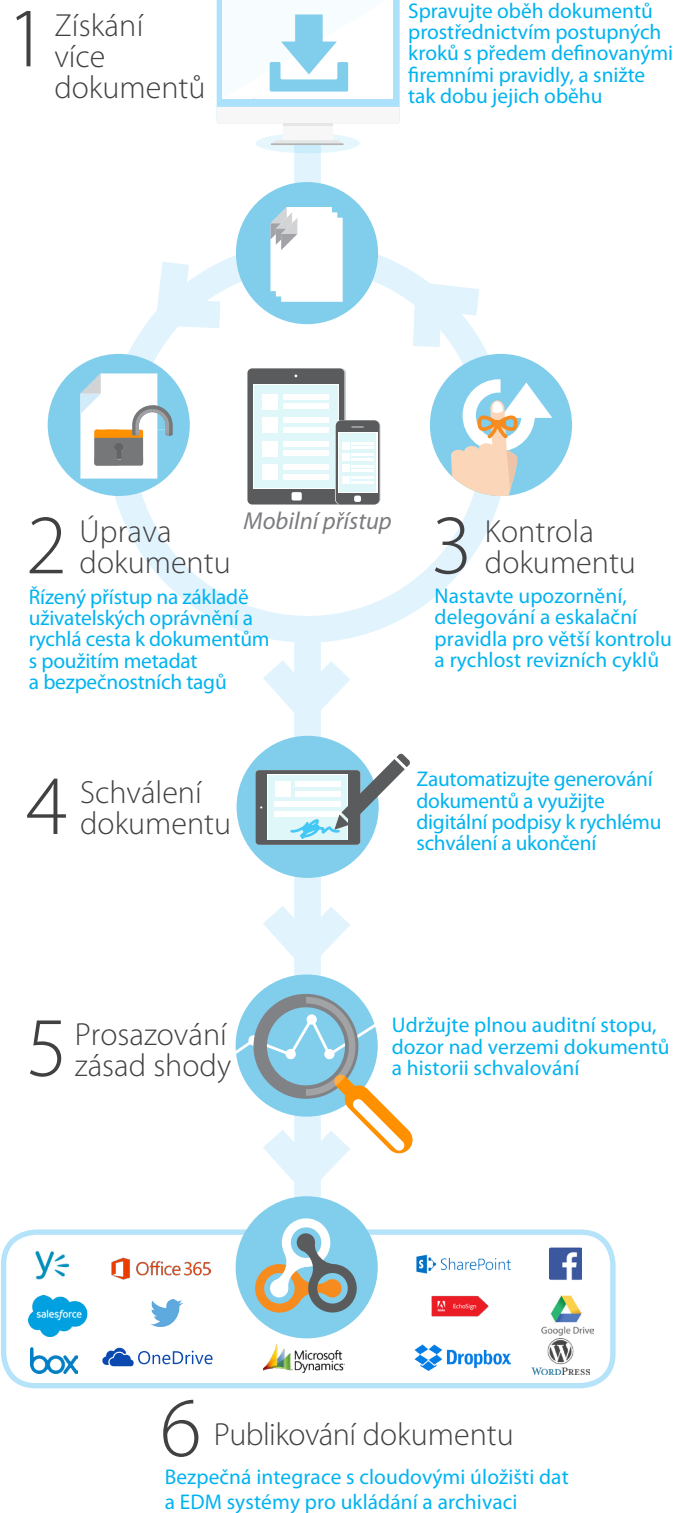 1 Získání
více
dokumentů
Spravujte oběh dokumentů
prostřednictvím postupných
kroků s předem definovanými
firemními pravidly, a snižte
tak dobu jejich oběhu
Mobilní přístup
2 Úprava
dokumentu
Řízený přístup na základě
uživatelských oprávnění a
rychlá cesta k dokumentům
s použitím metadat
a bezpečnostních tagů
3 Kontrola
dokumentu
Nastavte upozornění,
delegování a eskalační
pravidla pro větší kontrolu
a rychlost revizních cyklů
4 Schválení
dokumentu
Zautomatizujte generování
dokumentů a využijte
digitální podpisy k rychlému
schválení a ukončení
5 Prosazování
zásad shody
Udržujte plnou auditní stopu,
dozor nad verzemi dokumentů
a historii schvalování
Office 365
SharePoint
salesforce
EchoSign
Google Drive
box
OneDrive
Microsoft
Dynamics
Dropbox
WORDPRESS
6 Publikování dokumentu
Bezpečná integrace s cloudovými úložišti dat
a EDM systémy pro ukládání a archivaci